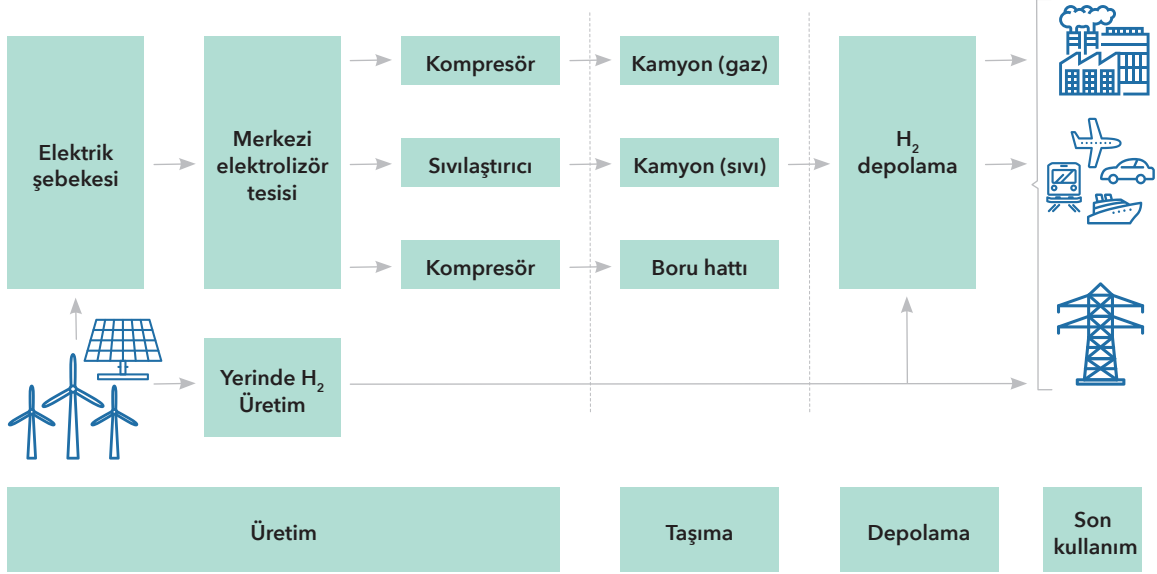 Elektrik
şebekesi
Merkezi
elektrolizör
tesisi
Kompresör
Kamyon (gaz)
Sıvılaştırıcı
Kamyon (sıvı)
Kompresör
Boru hattı
H₂
depolama
Yerinde H₂
Üretim
Üretim
Taşıma
Depolama
Son
kullanım